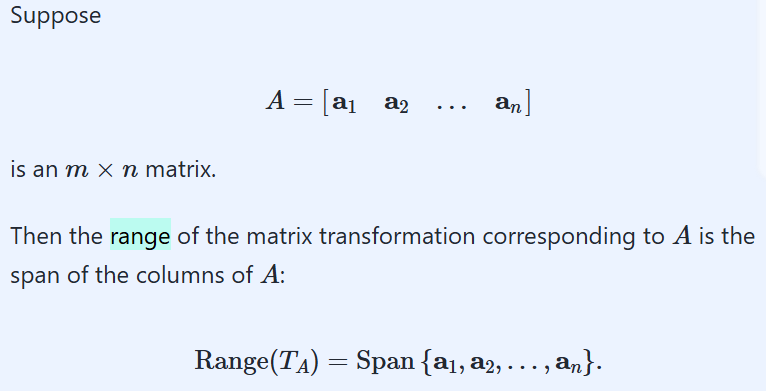 Suppose
A = [a₁ a₂ … aₙ]
is an m × n matrix.
Then the range of the matrix transformation corresponding to A is the
span of the columns of A:
Range(T_A) = Span {a₁, a₂, …, aₙ}.